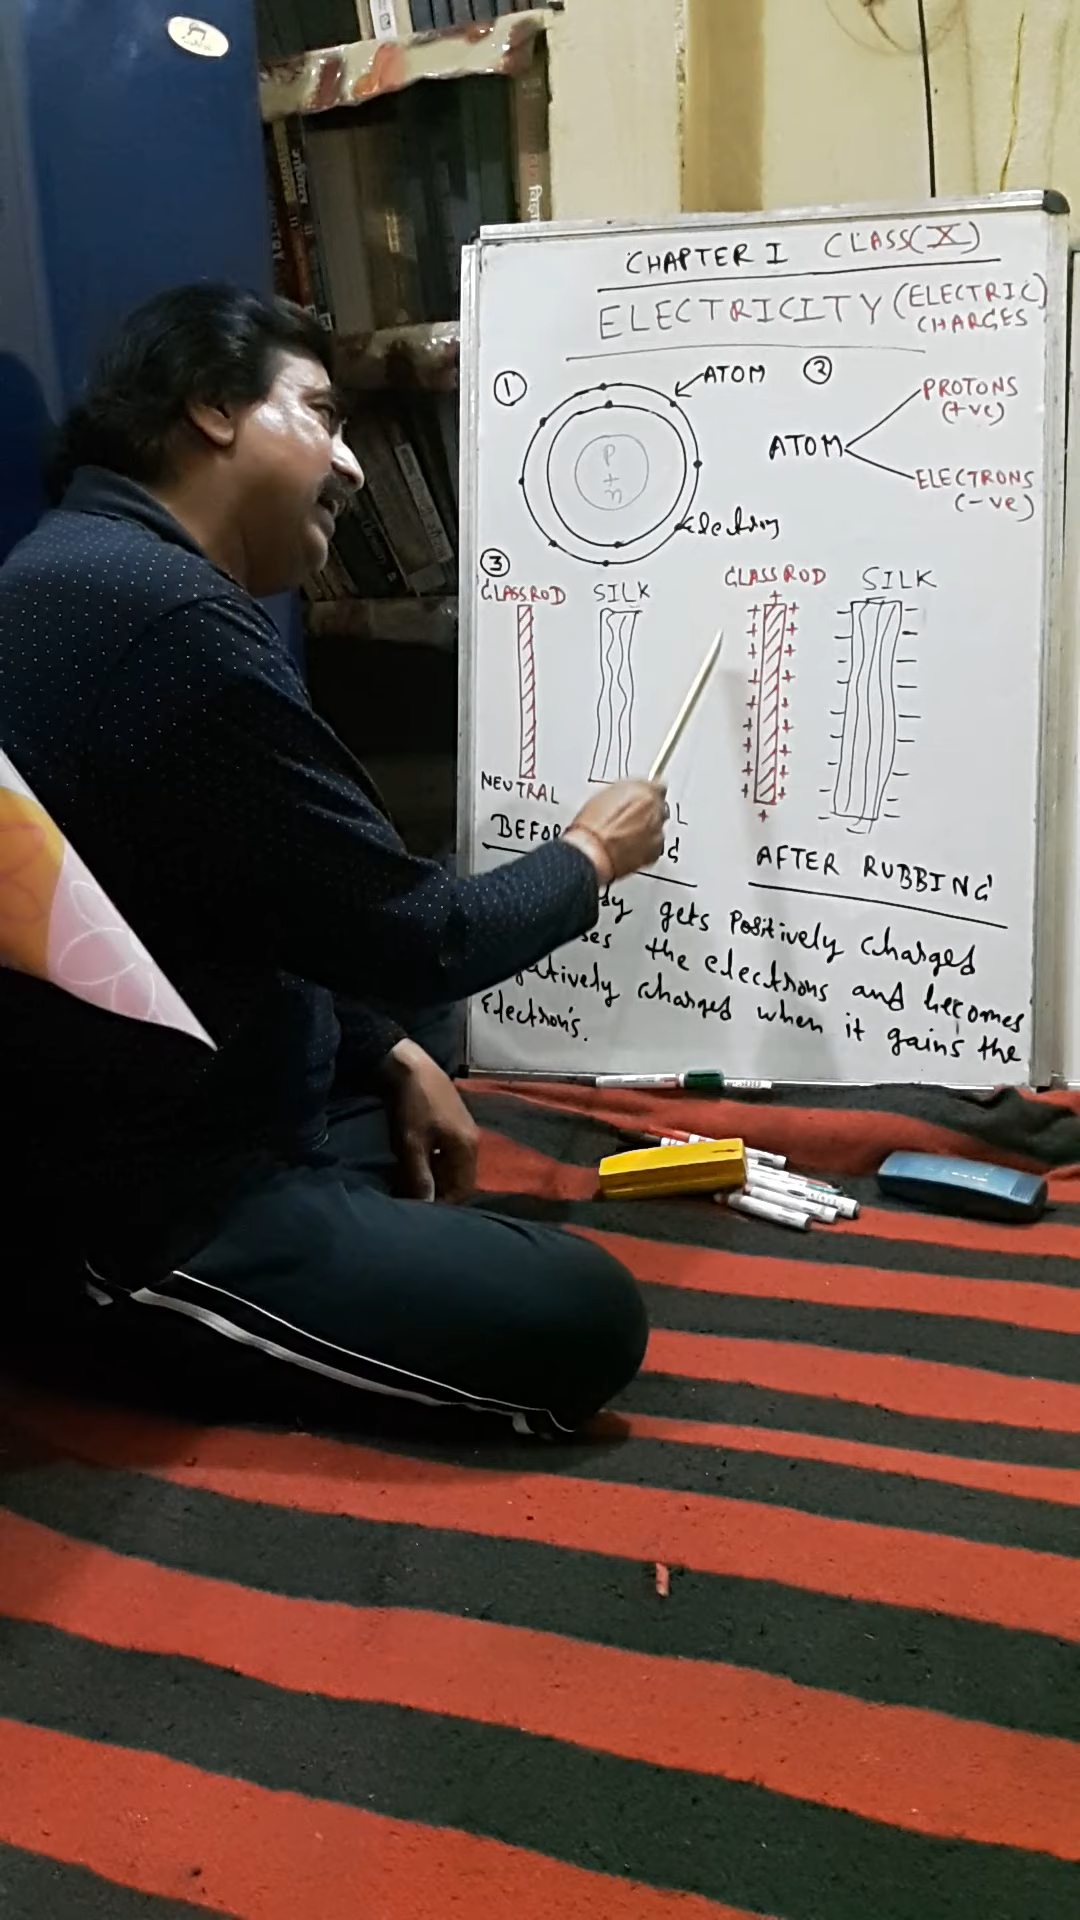 CHAPTER I CLASS(X)
ELECTRICITY (ELECTRIC CHARGES)
①
ATOM
P
+
n
Electrons
②
ATOM
PROTONS
(+ve)
ELECTRONS
(-ve)
③
GLASS ROD SILK
NEUTRAL
GLASS ROD SILK
+ + + + + + + + + + + + + + + + + +
- - - - - - - - - - - - - - - -
AFTER RUBBING
gets Positively charged
the electrons and becomes
charged when it gains the
Electron's.